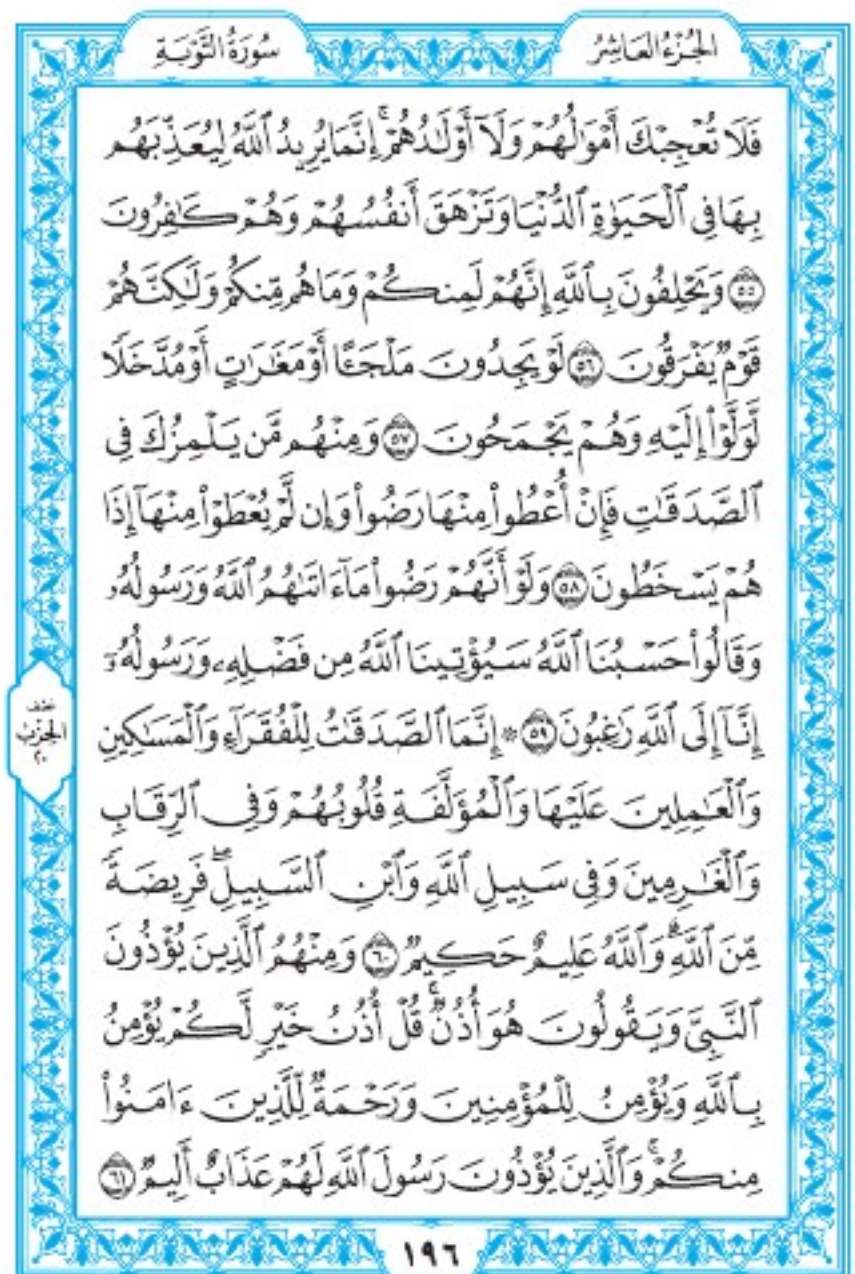 الجُزْءُ العَاشِرُ
سُورَةُ التَّوْبَةِ
فَلَا تُعْجِبْكَ أَمْوَٰلُهُمْ وَلَآ أَوْلَٰدُهُمْ ۚ إِنَّمَا يُرِيدُ ٱللَّهُ لِيُعَذِّبَهُم
بِهَا فِى ٱلْحَيَوٰةِ ٱلدُّنْيَا وَتَزْهَقَ أَنفُسُهُمْ وَهُمْ كَٰفِرُونَ
٥٥ وَيَحْلِفُونَ بِٱللَّهِ إِنَّهُمْ لَمِنكُمْ وَمَا هُم مِّنكُمْ وَلَٰكِنَّهُمْ
قَوْمٌ يَفْرَقُونَ ٥٦ لَوْ يَجِدُونَ مَلْجَـًٔا أَوْ مَغَٰرَٰتٍ أَوْ مُدَّخَلًا
لَّوَلَّوْا۟ إِلَيْهِ وَهُمْ يَجْمَحُونَ ٥٧ وَمِنْهُم مَّن يَلْمِزُكَ فِى
ٱلصَّدَقَٰتِ فَإِنْ أُعْطُوا۟ مِنْهَا رَضُوا۟ وَإِن لَّمْ يُعْطَوْا۟ مِنْهَآ إِذَا
هُمْ يَسْخَطُونَ ٥٨ وَلَوْ أَنَّهُمْ رَضُوا۟ مَآ ءَاتَىٰهُمُ ٱللَّهُ وَرَسُولُهُۥ
وَقَالُوا۟ حَسْبُنَا ٱللَّهُ سَيُؤْتِينَا ٱللَّهُ مِن فَضْلِهِۦ وَرَسُولُهُۥٓ
إِنَّآ إِلَى ٱللَّهِ رَٰغِبُونَ ٥٩ ۞ إِنَّمَا ٱلصَّدَقَٰتُ لِلْفُقَرَآءِ وَٱلْمَسَٰكِينِ
وَٱلْعَٰمِلِينَ عَلَيْهَا وَٱلْمُؤَلَّفَةِ قُلُوبُهُمْ وَفِى ٱلرِّقَابِ
وَٱلْغَٰرِمِينَ وَفِى سَبِيلِ ٱللَّهِ وَٱبْنِ ٱلسَّبِيلِ ۖ فَرِيضَةً
مِّنَ ٱللَّهِ ۗ وَٱللَّهُ عَلِيمٌ حَكِيمٌ ٦٠ وَمِنْهُمُ ٱلَّذِينَ يُؤْذُونَ
ٱلنَّبِىَّ وَيَقُولُونَ هُوَ أُذُنٌ ۚ قُلْ أُذُنُ خَيْرٍ لَّكُمْ يُؤْمِنُ
بِٱللَّهِ وَيُؤْمِنُ لِلْمُؤْمِنِينَ وَرَحْمَةٌ لِّلَّذِينَ ءَامَنُوا۟
مِنكُمْ ۚ وَٱلَّذِينَ يُؤْذُونَ رَسُولَ ٱللَّهِ لَهُمْ عَذَابٌ أَلِيمٌ ٦١
نصف
الحِزْب
٢٠
١٩٦